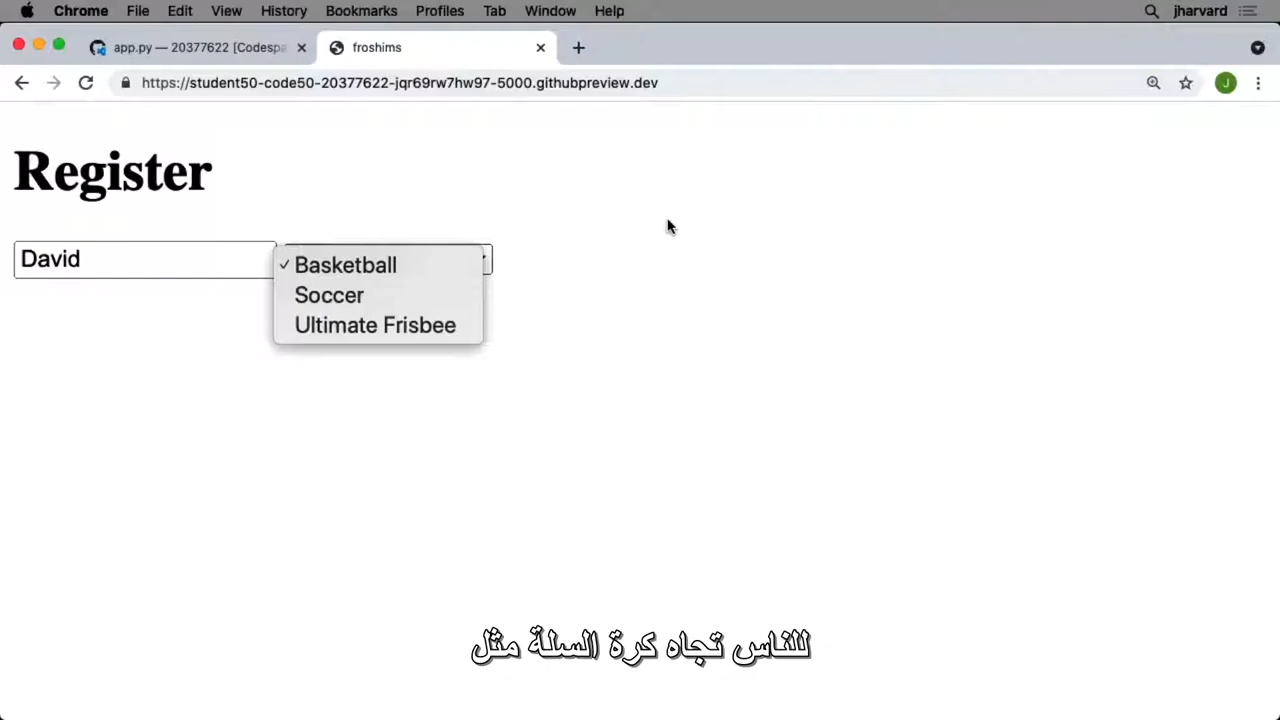 Chrome File Edit View History Bookmarks Profiles Tab Window Help jharvard
app.py — 20377622 [Codespa froshims
https://student50-code50-20377622-jqr69rw7hw97-5000.githubpreview.dev J
Register
David
Basketball
Soccer
Ultimate Frisbee
للناس تجاه كرة السلة مثل